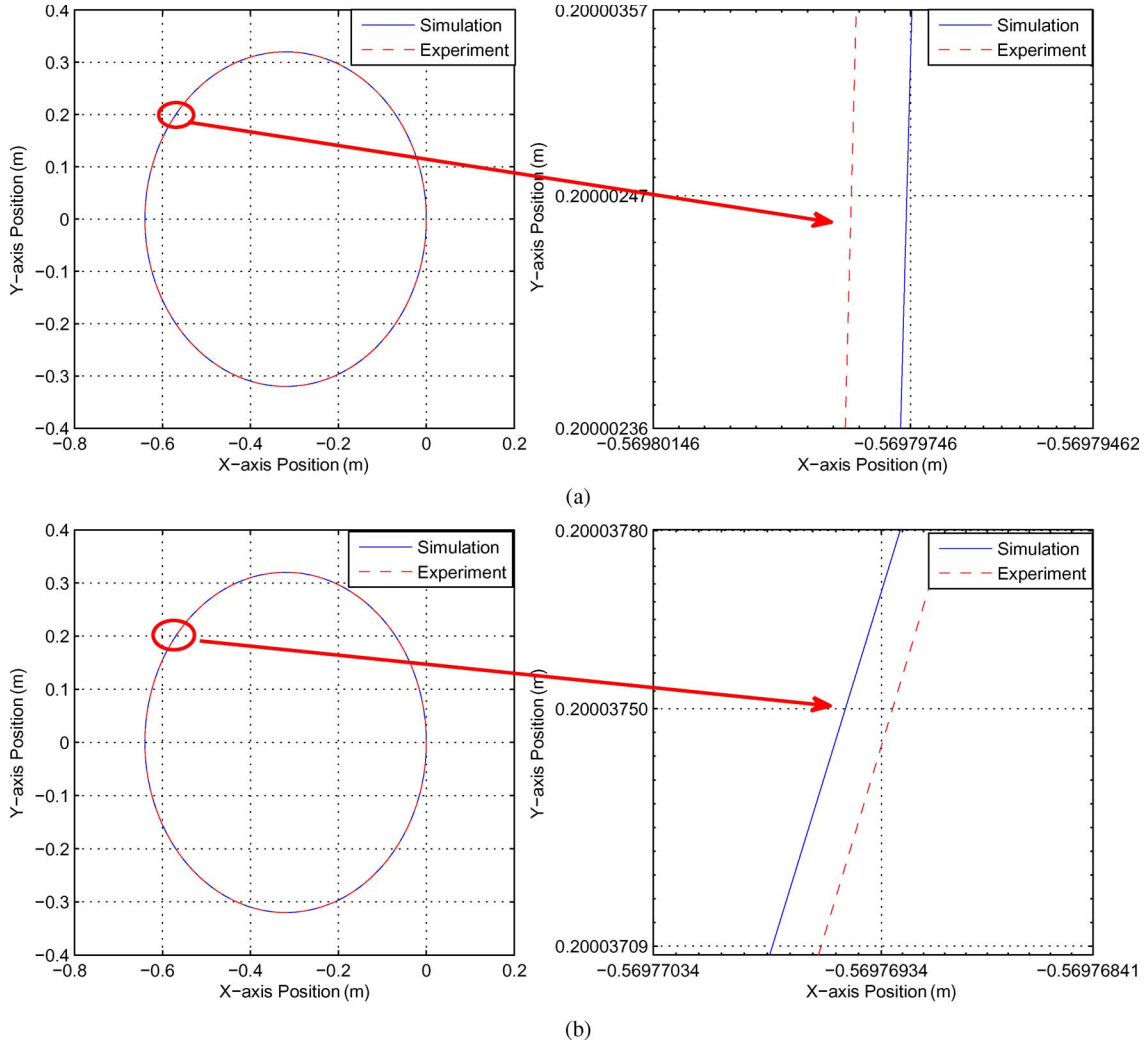 0.4
0.3
0.2
0.1
0
−0.1
−0.2
−0.3
−0.4
Y−axis Position (m)
−0.8
−0.6
−0.4
−0.2
0
0.2
X−axis Position (m)
Simulation
Experiment
0.20000357
0.20000247
0.20000236
Y−axis Position (m)
−0.56980146
−0.56979746
−0.56979462
X−axis Position (m)
Simulation
Experiment
(a)
0.4
0.3
0.2
0.1
0
−0.1
−0.2
−0.3
−0.4
Y−axis Position (m)
−0.8
−0.6
−0.4
−0.2
0
0.2
X−axis Position (m)
Simulation
Experiment
0.20003780
0.20003750
0.20003709
Y−axis Position (m)
−0.56977034
−0.56976934
−0.56976841
X−axis Position (m)
Simulation
Experiment
(b)